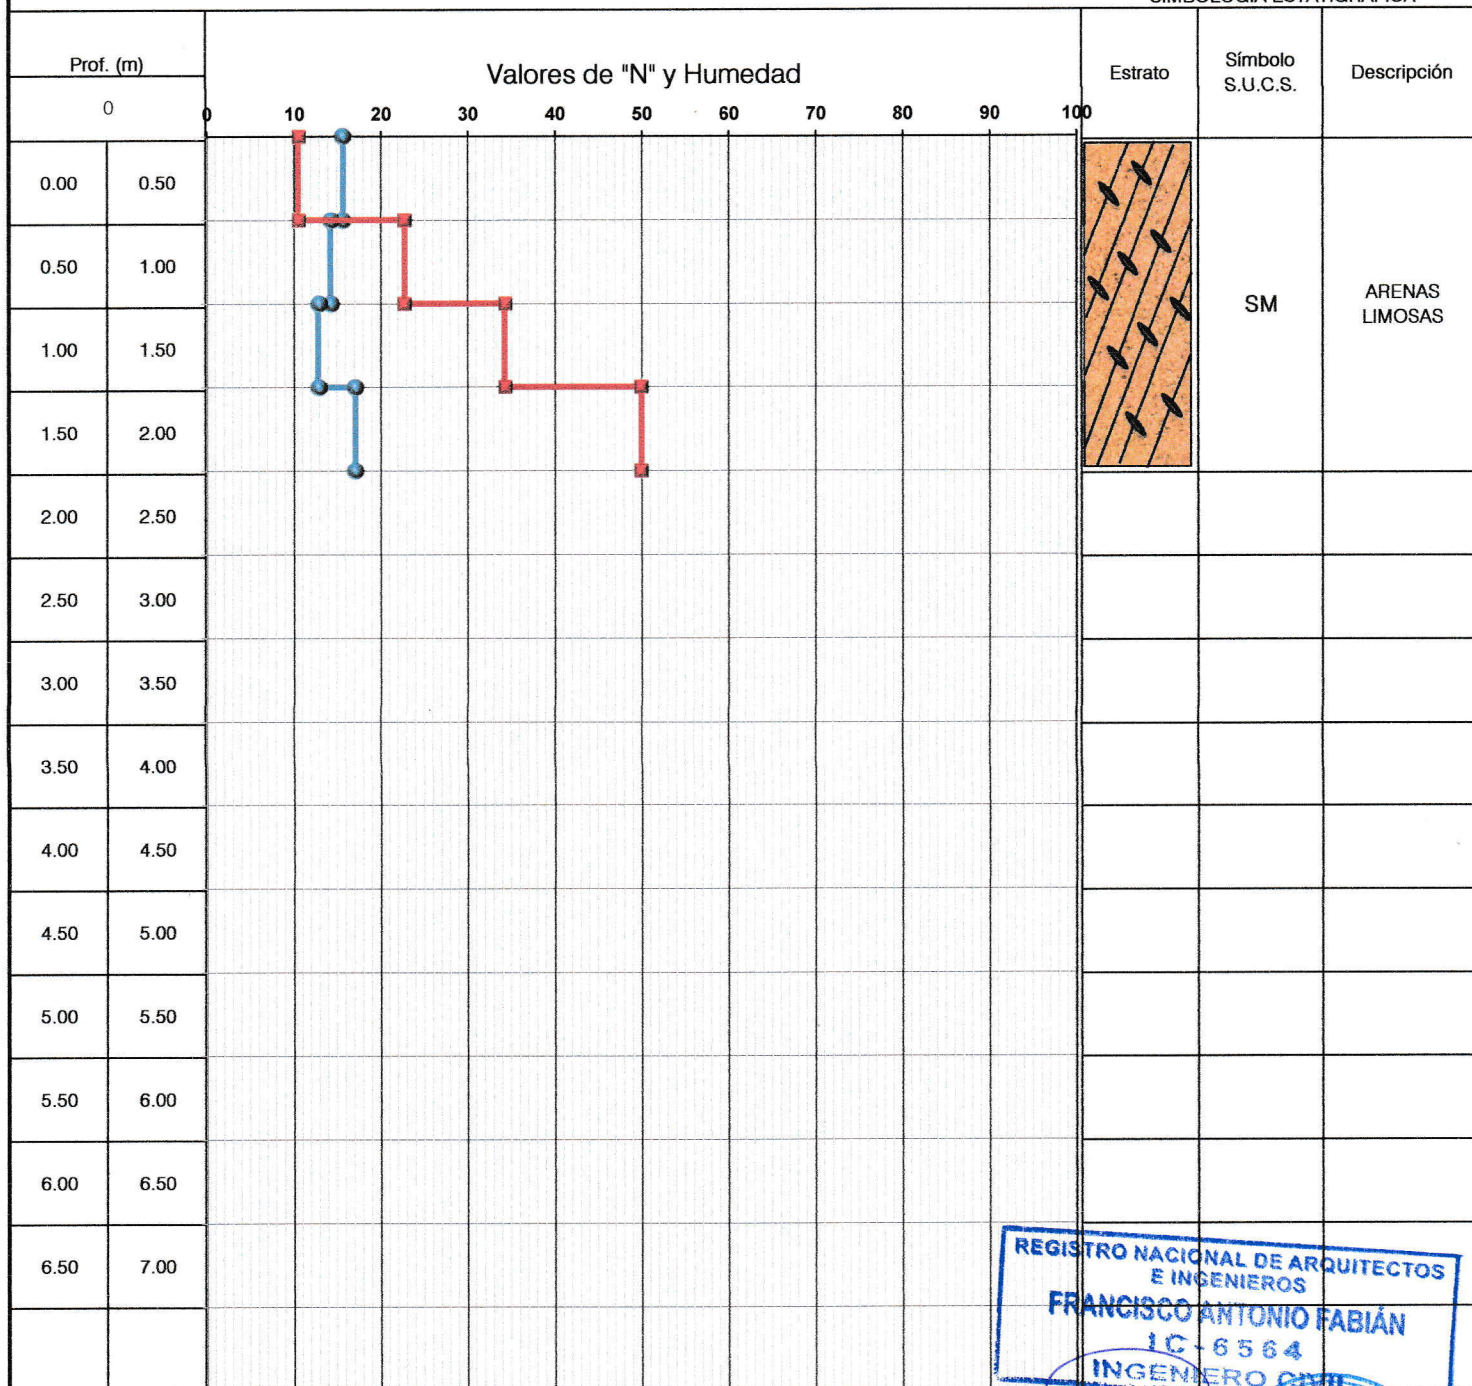 Prof. (m)
Valores de "N" y Humedad
Estrato
Símbolo
S.U.C.S.
Descripción
0
0 10 20 30 40 50 60 70 80 90 100
0.00 0.50
0.50 1.00
1.00 1.50
1.50 2.00
SM
ARENAS
LIMOSAS
2.00 2.50
2.50 3.00
3.00 3.50
3.50 4.00
4.00 4.50
4.50 5.00
5.00 5.50
5.50 6.00
6.00 6.50
6.50 7.00
REGISTRO NACIONAL DE ARQUITECTOS
E INGENIEROS
FRANCISCO ANTONIO FABIÁN
IC-6564
INGENIERO CIVIL